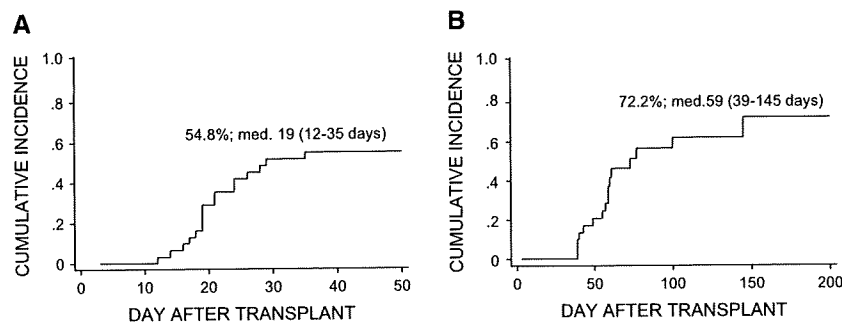 A
CUMULATIVE INCIDENCE
1.0
.8
.6
.4
.2
0
54.8%; med. 19 (12-35 days)
0 10 20 30 40 50
DAY AFTER TRANSPLANT
B
CUMULATIVE INCIDENCE
1.0
.8
.6
.4
.2
0
72.2%; med.59 (39-145 days)
0 50 100 150 200
DAY AFTER TRANSPLANT